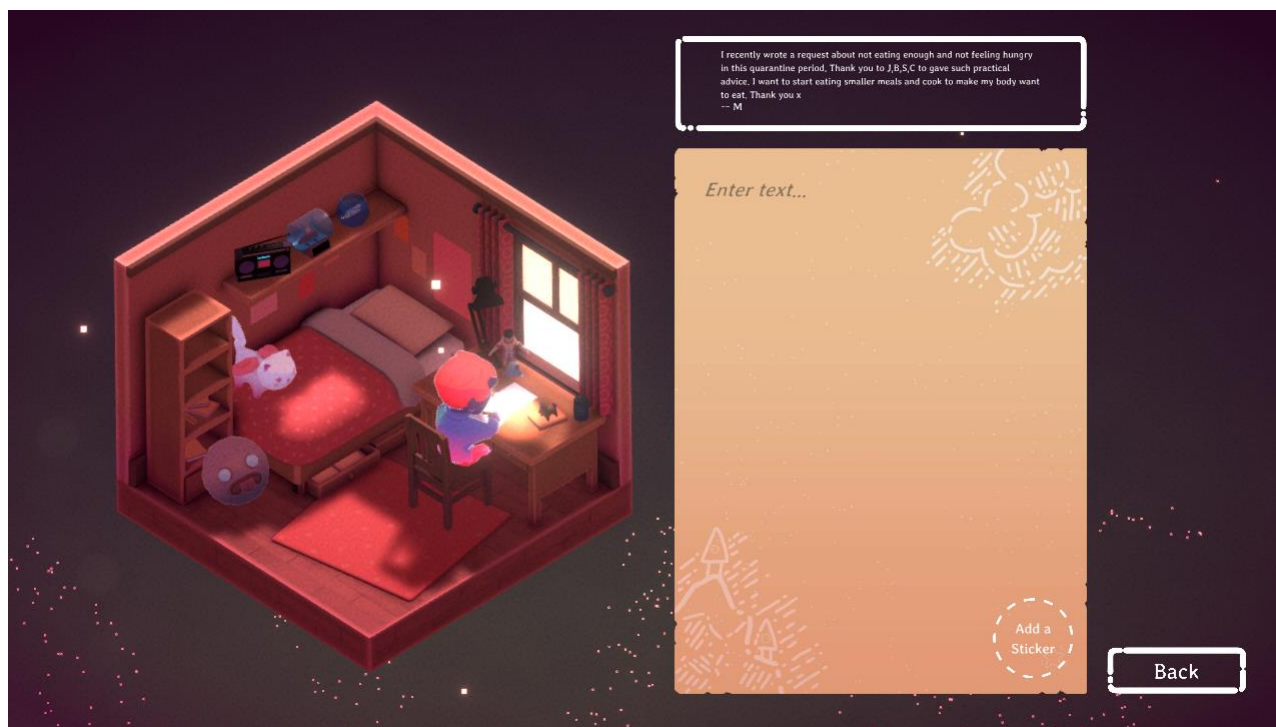 I recently wrote a request about not eating enough and not feeling hungry
in this quarantine period. Thank you to J,B,S,C to gave such practical
advice. I want to start eating smaller meals and cook to make my body want
to eat. Thank you x
-- M
Enter text...
Add a
Sticker
Back